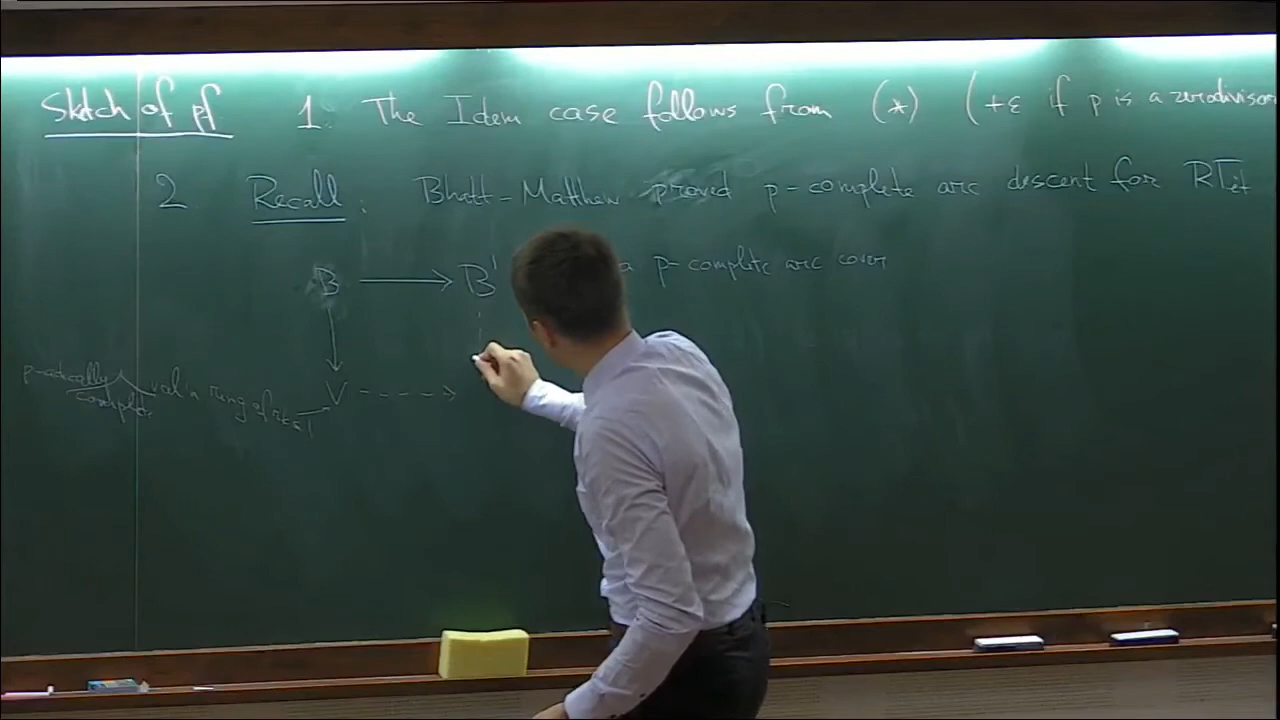 Sketch of pf 1. The Idem case follows from (*) (+ε if p is a zerodivisor
2. Recall: Bhatt-Matthew proved p-complete arc descent for RΓét
B → B' a p-complete arc cover
p-adically complete val'n ring of rk ≤1 V